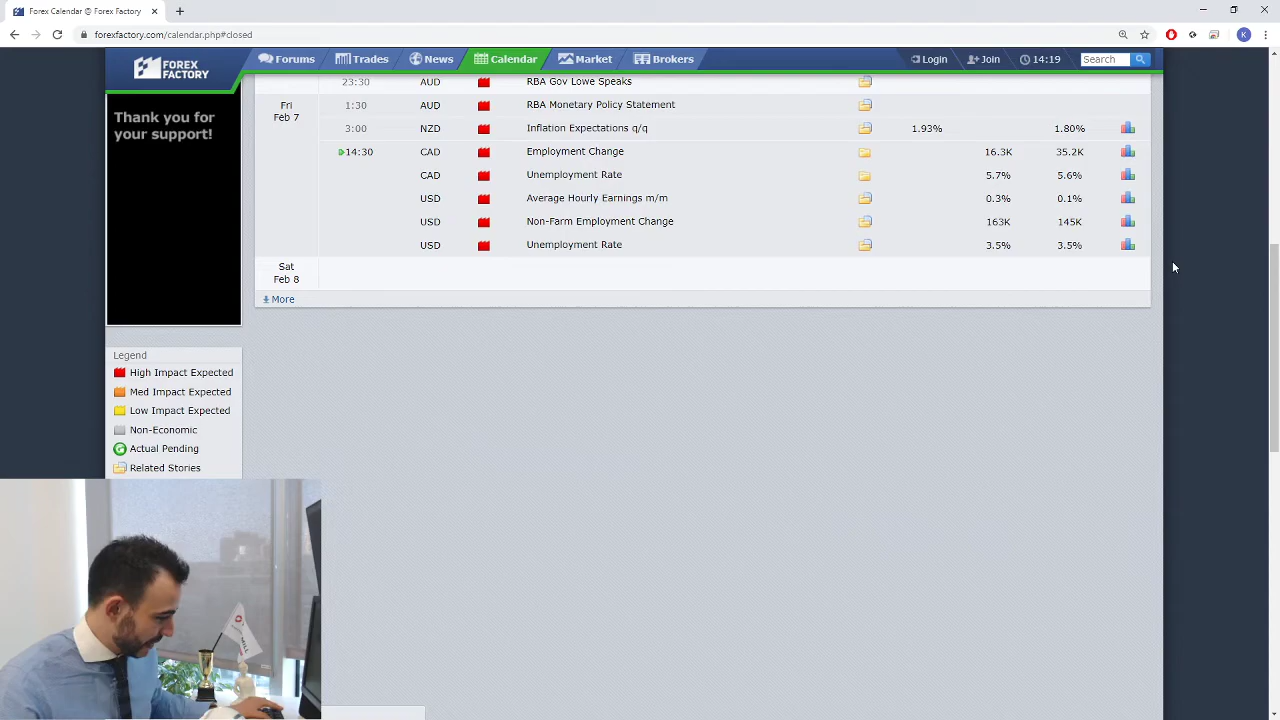 Forex Calendar @ Forex Factory
forexfactory.com/calendar.php#closed
K
FOREX FACTORY
Forums Trades News Calendar Market Brokers Login Join 14:19 Search
Thank you for
your support!
23:30 AUD RBA Gov Lowe Speaks
Fri
Feb 7
1:30 AUD RBA Monetary Policy Statement
3:00 NZD Inflation Expectations q/q 1.93% 1.80%
14:30 CAD Employment Change 16.3K 35.2K
CAD Unemployment Rate 5.7% 5.6%
USD Average Hourly Earnings m/m 0.3% 0.1%
USD Non-Farm Employment Change 163K 145K
USD Unemployment Rate 3.5% 3.5%
Sat
Feb 8
More
Legend
High Impact Expected
Med Impact Expected
Low Impact Expected
Non-Economic
Actual Pending
Related Stories